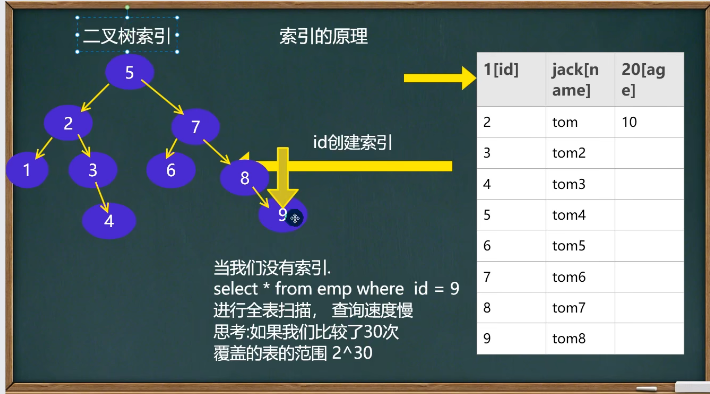 二叉树索引
索引的原理
5
2
7
1
3
6
8
4
9
id创建索引
1[id] jack[name] 20[age]
2 tom 10
3 tom2
4 tom3
5 tom4
6 tom5
7 tom6
8 tom7
9 tom8
当我们没有索引.
select * from emp where id = 9
进行全表扫描， 查询速度慢
思考:如果我们比较了30次
覆盖的表的范围 2^30